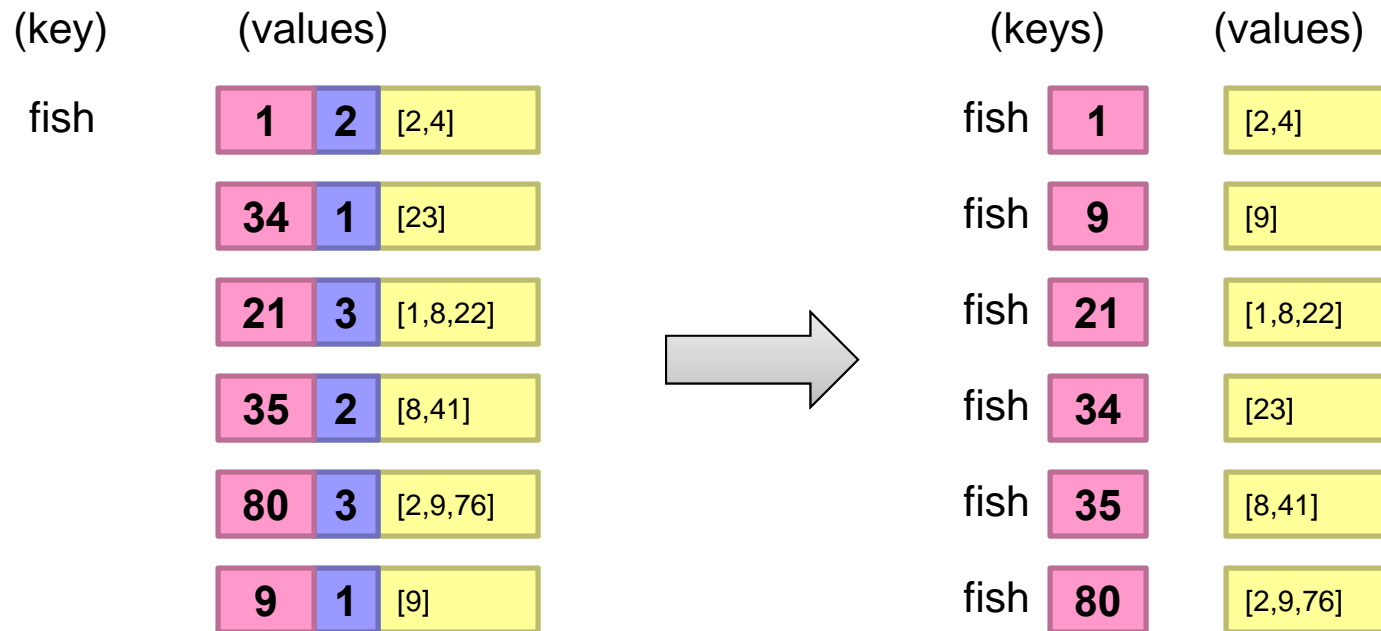 (key) (values) (keys) (values)
fish 1 2 [2,4] fish 1 [2,4]
34 1 [23] fish 9 [9]
21 3 [1,8,22] fish 21 [1,8,22]
35 2 [8,41] fish 34 [23]
80 3 [2,9,76] fish 35 [8,41]
9 1 [9] fish 80 [2,9,76]